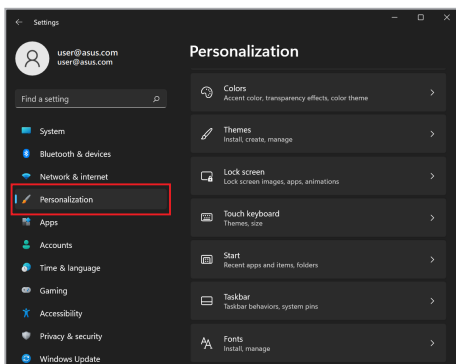 Settings
user@asus.com
user@asus.com
Find a setting
System
Bluetooth & devices
Network & internet
Personalization
Apps
Accounts
Time & language
Gaming
Accessibility
Privacy & security
Windows Update
Personalization
Colors
Accent color, transparency effects, color theme
Themes
Install, create, manage
Lock screen
Lock screen images, apps, animations
Touch keyboard
Themes, size
Start
Recent apps and items, folders
Taskbar
Taskbar behaviors, system pins
Fonts
Install, manage